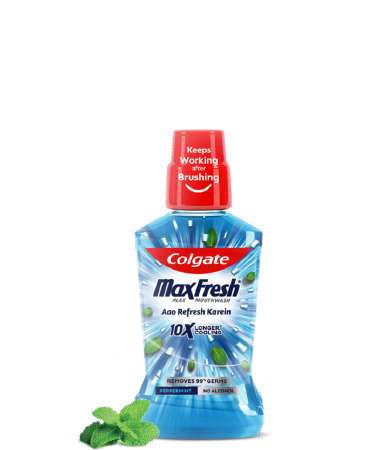 Keeps
Working
after
Brushing
Colgate
MaxFresh
PLAX MOUTHWASH
Aao Refresh Karein
10X LONGER COOLING
REMOVES 99% GERMS
PEPPERMINT NO ALCOHOL